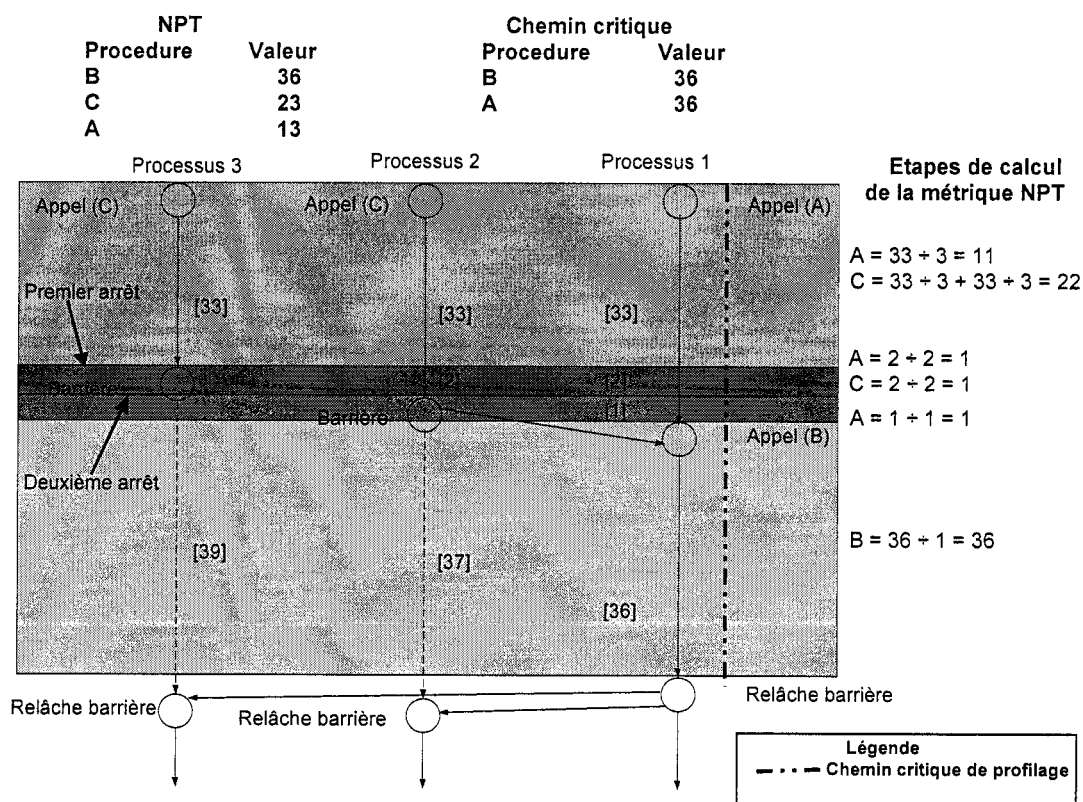 NPT
Procedure Valeur
B 36
C 23
A 13
Chemin critique
Procedure Valeur
B 36
A 36
Processus 3
Processus 2
Processus 1
Etapes de calcul
de la métrique NPT
Appel (C)
Appel (C)
Appel (A)
A = 33 ÷ 3 = 11
C = 33 ÷ 3 + 33 ÷ 3 = 22
Premier arrêt
[33]
[33]
[33]
A = 2 ÷ 2 = 1
Barrière
[2]
[2]
C = 2 ÷ 2 = 1
Barrière
[1]
A = 1 ÷ 1 = 1
Appel (B)
Deuxième arrêt
[39]
[37]
B = 36 ÷ 1 = 36
[36]
Relâche barrière
Relâche barrière
Relâche barrière
Légende
Chemin critique de profilage